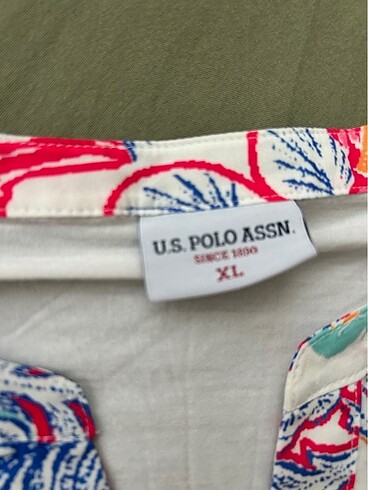 U.S. POLO ASSN.
SINCE 1890
XL